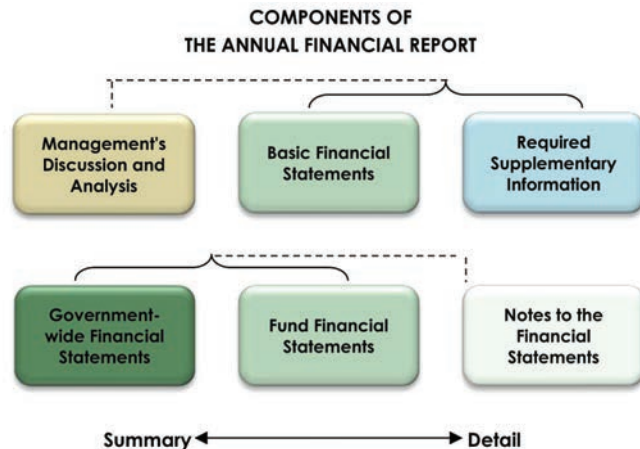 COMPONENTS OF
THE ANNUAL FINANCIAL REPORT
Management's
Discussion and
Analysis
Basic Financial
Statements
Required
Supplementary
Information
Government-
wide Financial
Statements
Fund Financial
Statements
Notes to the
Financial
Statements
Summary
Detail